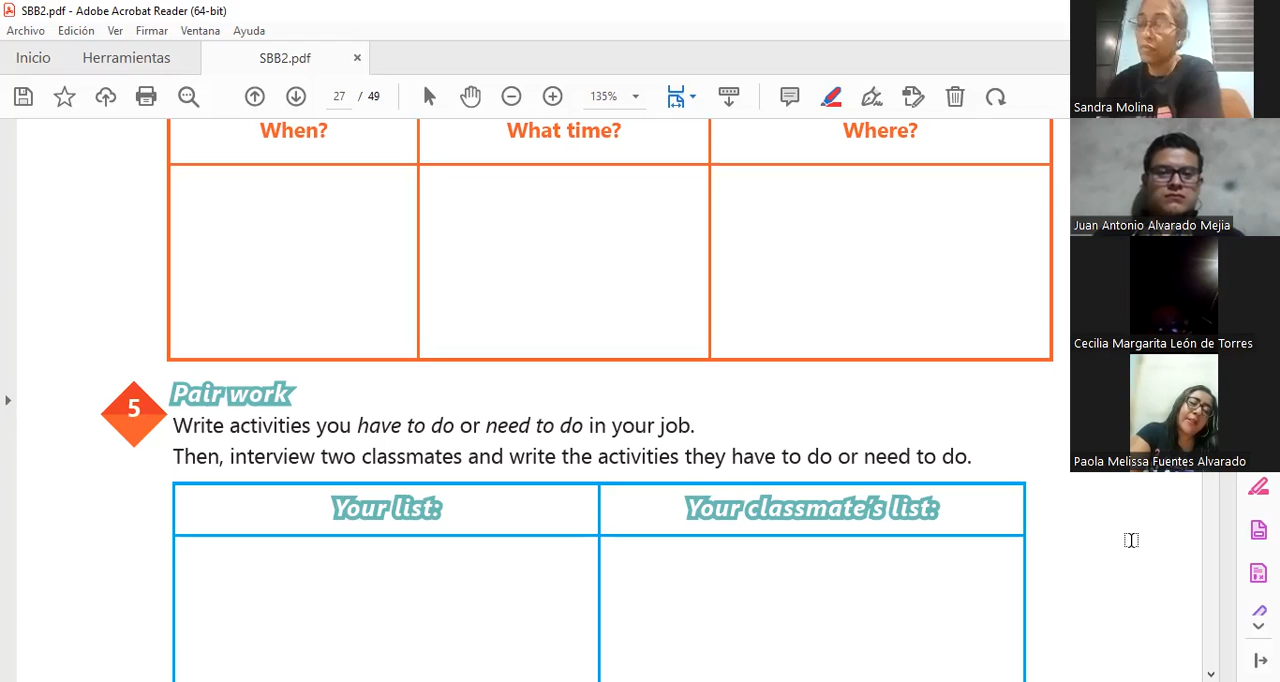 SBB2.pdf - Adobe Acrobat Reader (64-bit)
Archivo Edición Ver Firmar Ventana Ayuda
Inicio Herramientas SBB2.pdf ×
27 / 49 135%
When? What time? Where?
5 Pair work
Write activities you have to do or need to do in your job.
Then, interview two classmates and write the activities they have to do or need to do.
Your list: Your classmate's list:
Sandra Molina
Juan Antonio Alvarado Mejia
Cecilia Margarita León de Torres
Paola Melissa Fuentes Alvarado